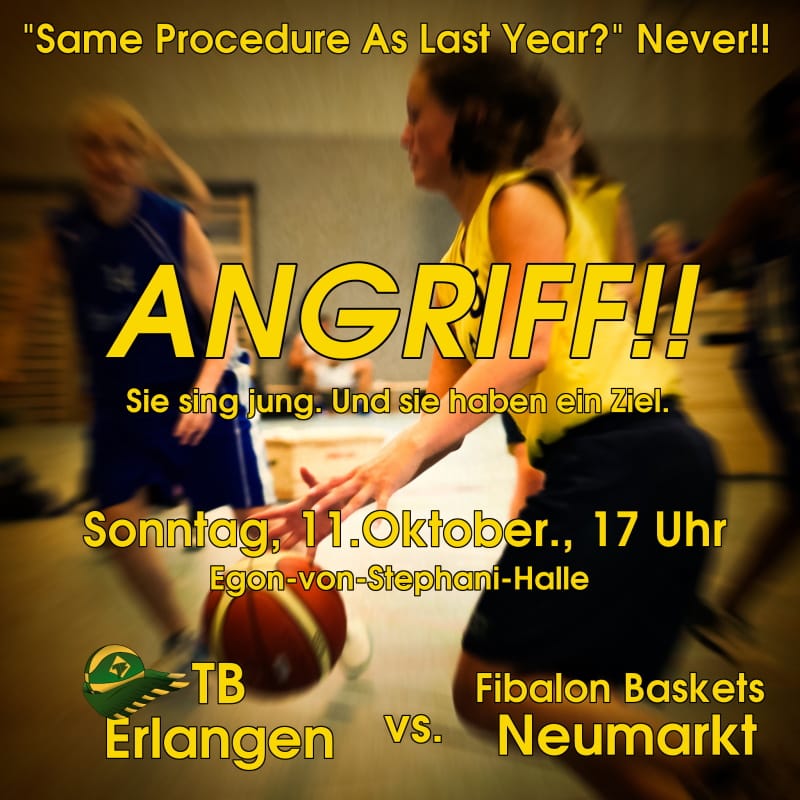 "Same Procedure As Last Year?" Never!!
ANGRIFF!!
Sie sing jung. Und sie haben ein Ziel.
Sonntag, 11.Oktober., 17 Uhr
Egon-von-Stephani-Halle
TB
Erlangen
vs.
Fibalon Baskets
Neumarkt